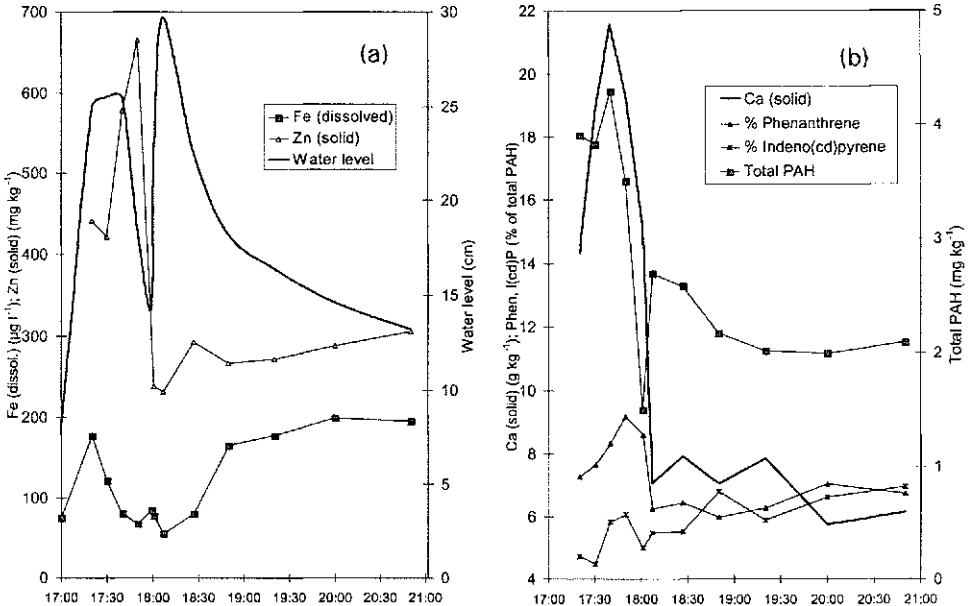 (a)
Fe (dissolved)
Zn (solid)
Water level
Fe (dissol.) (µg l⁻¹); Zn (solid) (mg kg⁻¹)
700
600
500
400
300
200
100
0
Water level (cm)
30
25
20
15
10
5
0
17:00 17:30 18:00 18:30 19:00 19:30 20:00 20:30 21:00
(b)
Ca (solid)
% Phenanthrene
% Indeno(cd)pyrene
Total PAH
Ca (solid) (g kg⁻¹); Phen, I(cd)P (% of total PAH)
22
20
18
16
14
12
10
8
6
4
Total PAH (mg kg⁻¹)
5
4
3
2
1
0
17:00 17:30 18:00 18:30 19:00 19:30 20:00 20:30 21:00